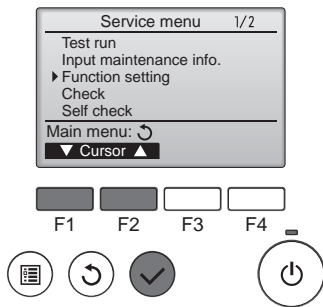 Service menu 1/2
Test run
Input maintenance info.
Function setting
Check
Self check
Main menu:
▼ Cursor ▲
F1 F2 F3 F4